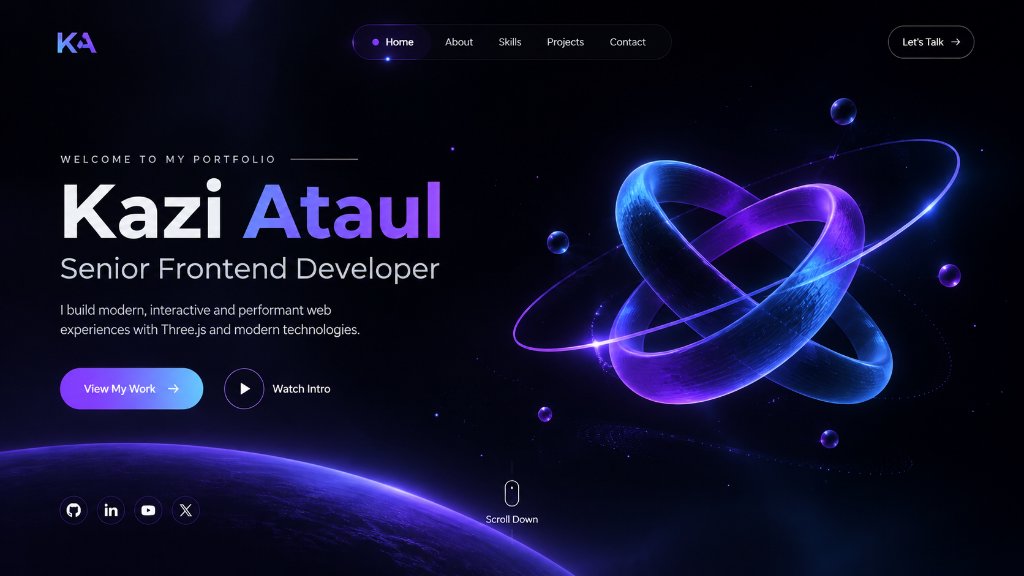 KA
Home
About
Skills
Projects
Contact
Let's Talk
WELCOME TO MY PORTFOLIO
Kazi Ataul
Senior Frontend Developer
I build modern, interactive and performant web
experiences with Three.js and modern technologies.
View My Work
Watch Intro
in
X
Scroll Down